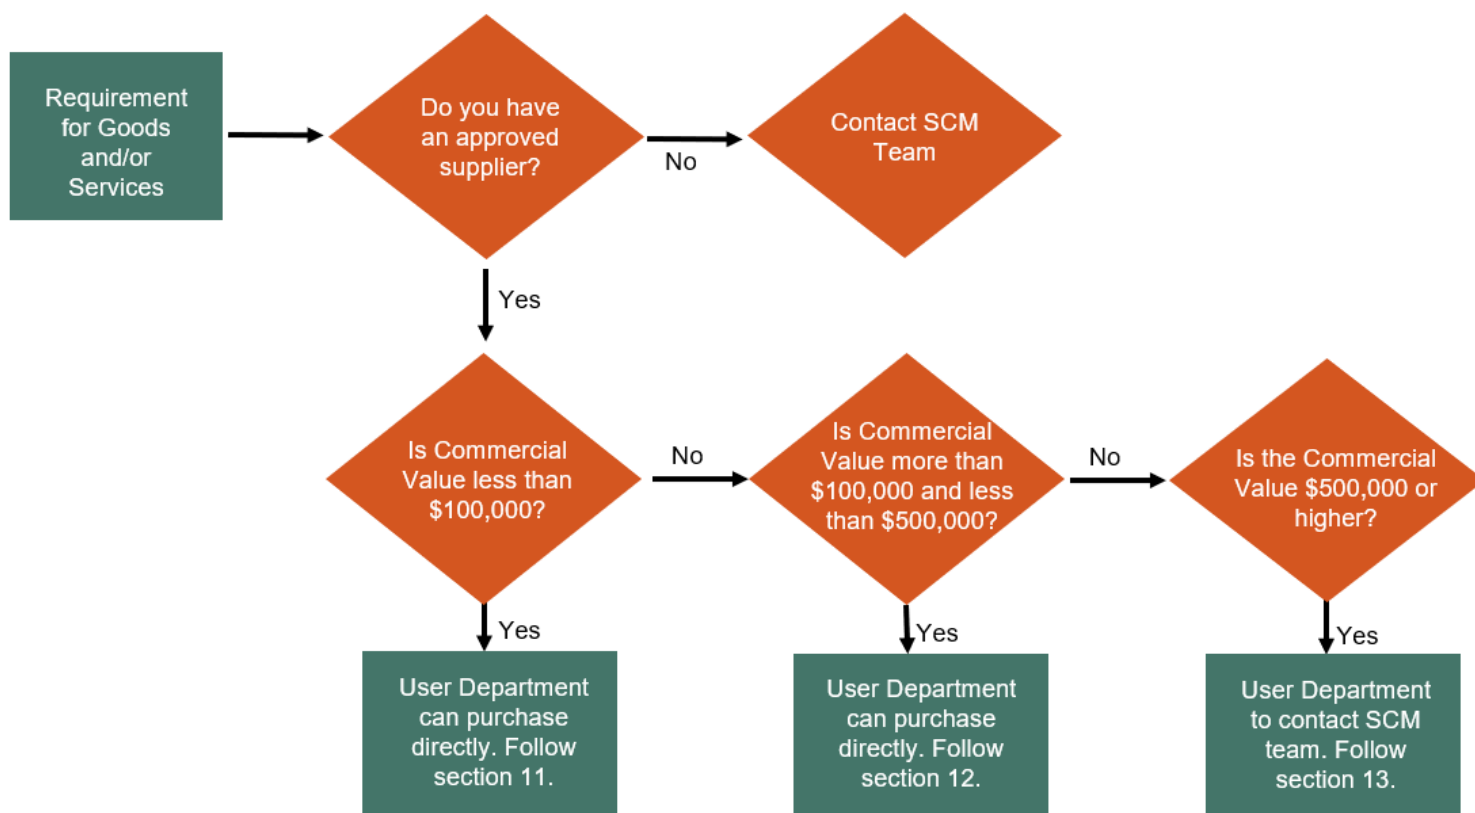 Requirement
for Goods
and/or
Services
Do you have
an approved
supplier?
No
Contact SCM
Team
Yes
Is Commercial
Value less than
$100,000?
No
Is Commercial
Value more than
$100,000 and less
than $500,000?
No
Is the Commercial
Value $500,000 or
higher?
Yes
User Department
can purchase
directly. Follow
section 11.
Yes
User Department
can purchase
directly. Follow
section 12.
Yes
User Department
to contact SCM
team. Follow
section 13.